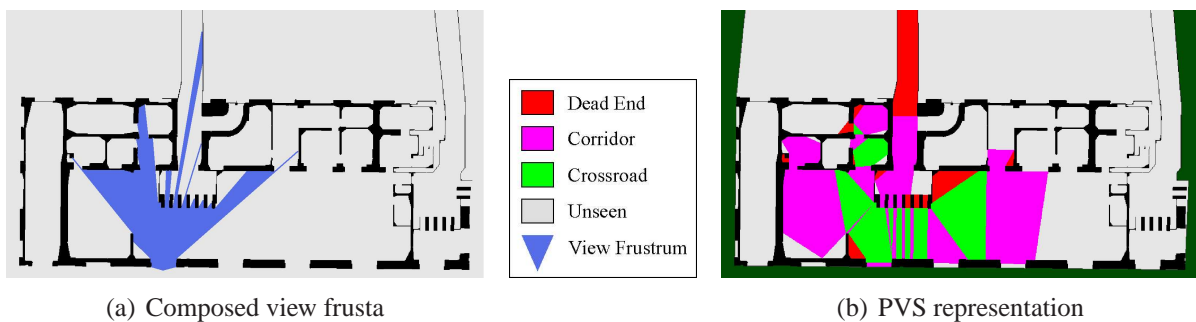 Dead End
Corridor
Crossroad
Unseen
View Frustrum
(a) Composed view frusta
(b) PVS representation